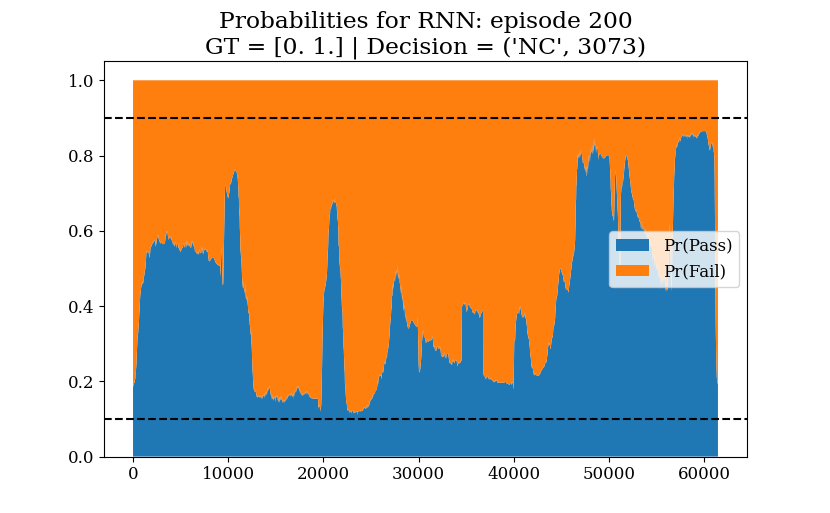 Probabilities for RNN: episode 200
GT = [0. 1.] | Decision = ('NC', 3073)
1.0
0.8
0.6
0.4
0.2
0.0
Pr(Pass)
Pr(Fail)
0 10000 20000 30000 40000 50000 60000